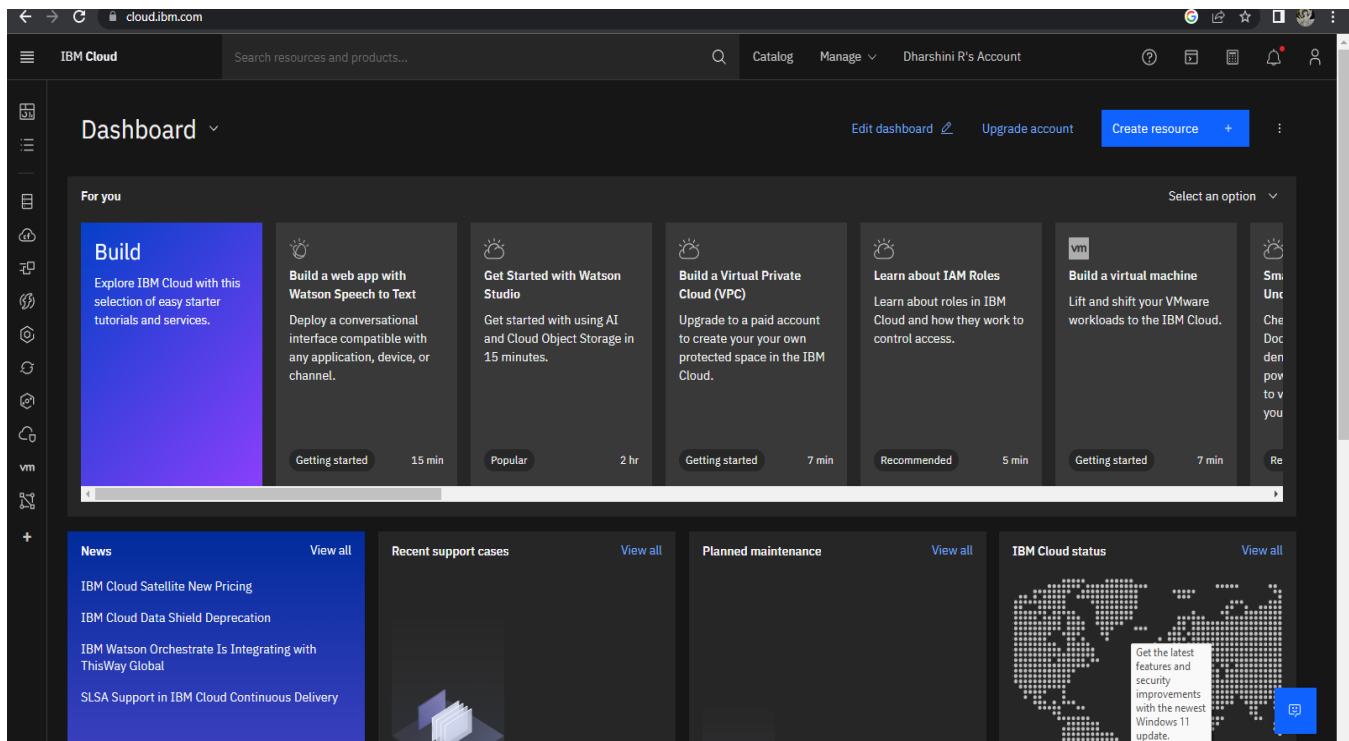 cloud.ibm.com
IBM Cloud
Search resources and products...
Catalog
Manage
Dharshini R's Account
Dashboard
Edit dashboard
Upgrade account
Create resource +
For you
Select an option
Build
Explore IBM Cloud with this
selection of easy starter
tutorials and services.
Build a web app with
Watson Speech to Text
Deploy a conversational
interface compatible with
any application, device, or
channel.
Getting started
15 min
Get Started with Watson
Studio
Get started with using AI
and Cloud Object Storage in
15 minutes.
Popular
2 hr
Build a Virtual Private
Cloud (VPC)
Upgrade to a paid account
to create your your own
protected space in the IBM
Cloud.
Getting started
7 min
Learn about IAM Roles
Learn about roles in IBM
Cloud and how they work to
control access.
Recommended
5 min
vm
Build a virtual machine
Lift and shift your VMware
workloads to the IBM Cloud.
Getting started
7 min
vm
News
View all
IBM Cloud Satellite New Pricing
IBM Cloud Data Shield Deprecation
IBM Watson Orchestrate Is Integrating with
ThisWay Global
SLSA Support in IBM Cloud Continuous Delivery
Recent support cases
View all
Planned maintenance
View all
IBM Cloud status
View all
Get the latest
features and
security
improvements
with the newest
Windows 11
update.